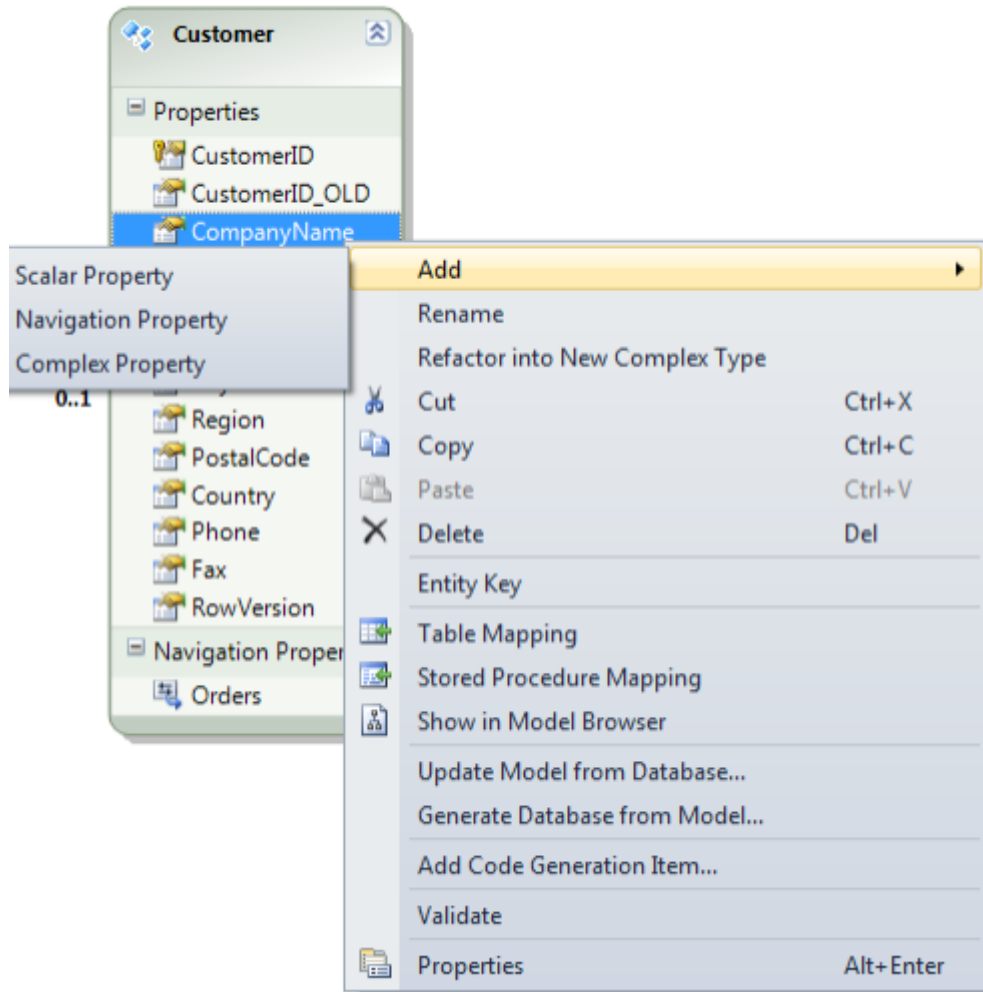 Customer
Properties
CustomerID
CustomerID_OLD
CompanyName
Scalar Property
Navigation Property
Complex Property
0..1
Region
PostalCode
Country
Phone
Fax
RowVersion
Navigation Proper
Orders
Add
Rename
Refactor into New Complex Type
Cut Ctrl+X
Copy Ctrl+C
Paste Ctrl+V
Delete Del
Entity Key
Table Mapping
Stored Procedure Mapping
Show in Model Browser
Update Model from Database...
Generate Database from Model...
Add Code Generation Item...
Validate
Properties Alt+Enter